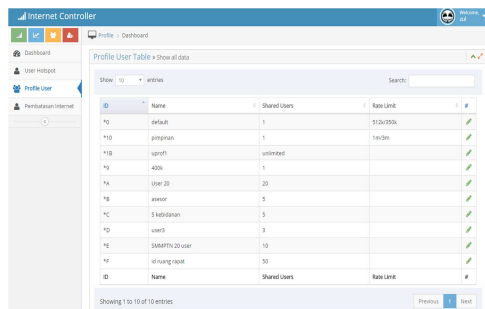 Internet Controller
Welcome, zul
Profile > Dashboard
Dashboard
User Hotspot
Profile User
Pembatasan Internet
Profile User Table » Show all data
Show 10 entries Search:
ID Name Shared Users Rate Limit #
*0 default 1 512k/350k
*10 pimpinan 1 1m/3m
*1B uprof1 unlimited
*9 400k 1
*A User 20 20
*B asesor 5
*C 5 kebidanan 5
*D user3 3
*E SMMPTN 20 user 10
*F id ruang rapat 50
ID Name Shared Users Rate Limit #
Showing 1 to 10 of 10 entries Previous 1 Next